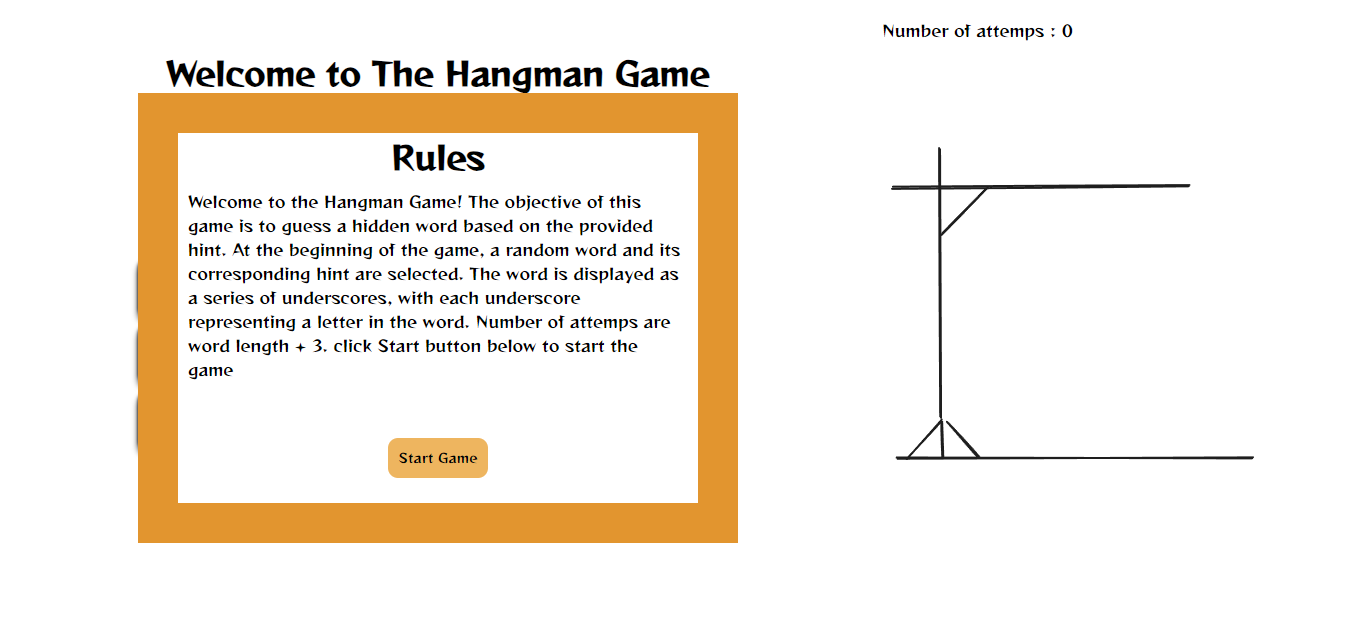 Number of attemps : 0
Welcome to The Hangman Game
Rules
Welcome to the Hangman Game! The objective of this
game is to guess a hidden word based on the provided
hint. At the beginning of the game, a random word and its
corresponding hint are selected. The word is displayed as
a series of underscores, with each underscore
representing a letter in the word. Number of attemps are
word length + 3. click Start button below to start the
game
Start Game